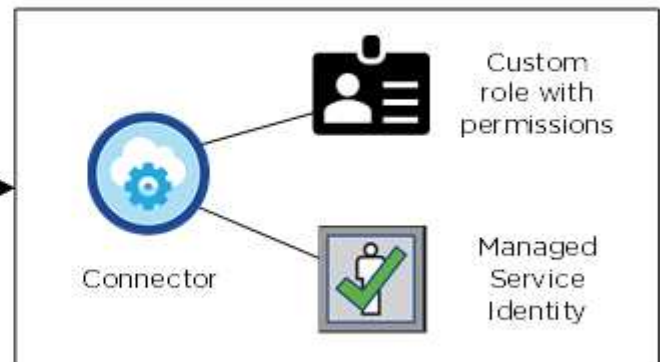 Custom
role with
permissions
Connector
Managed
Service
Identity